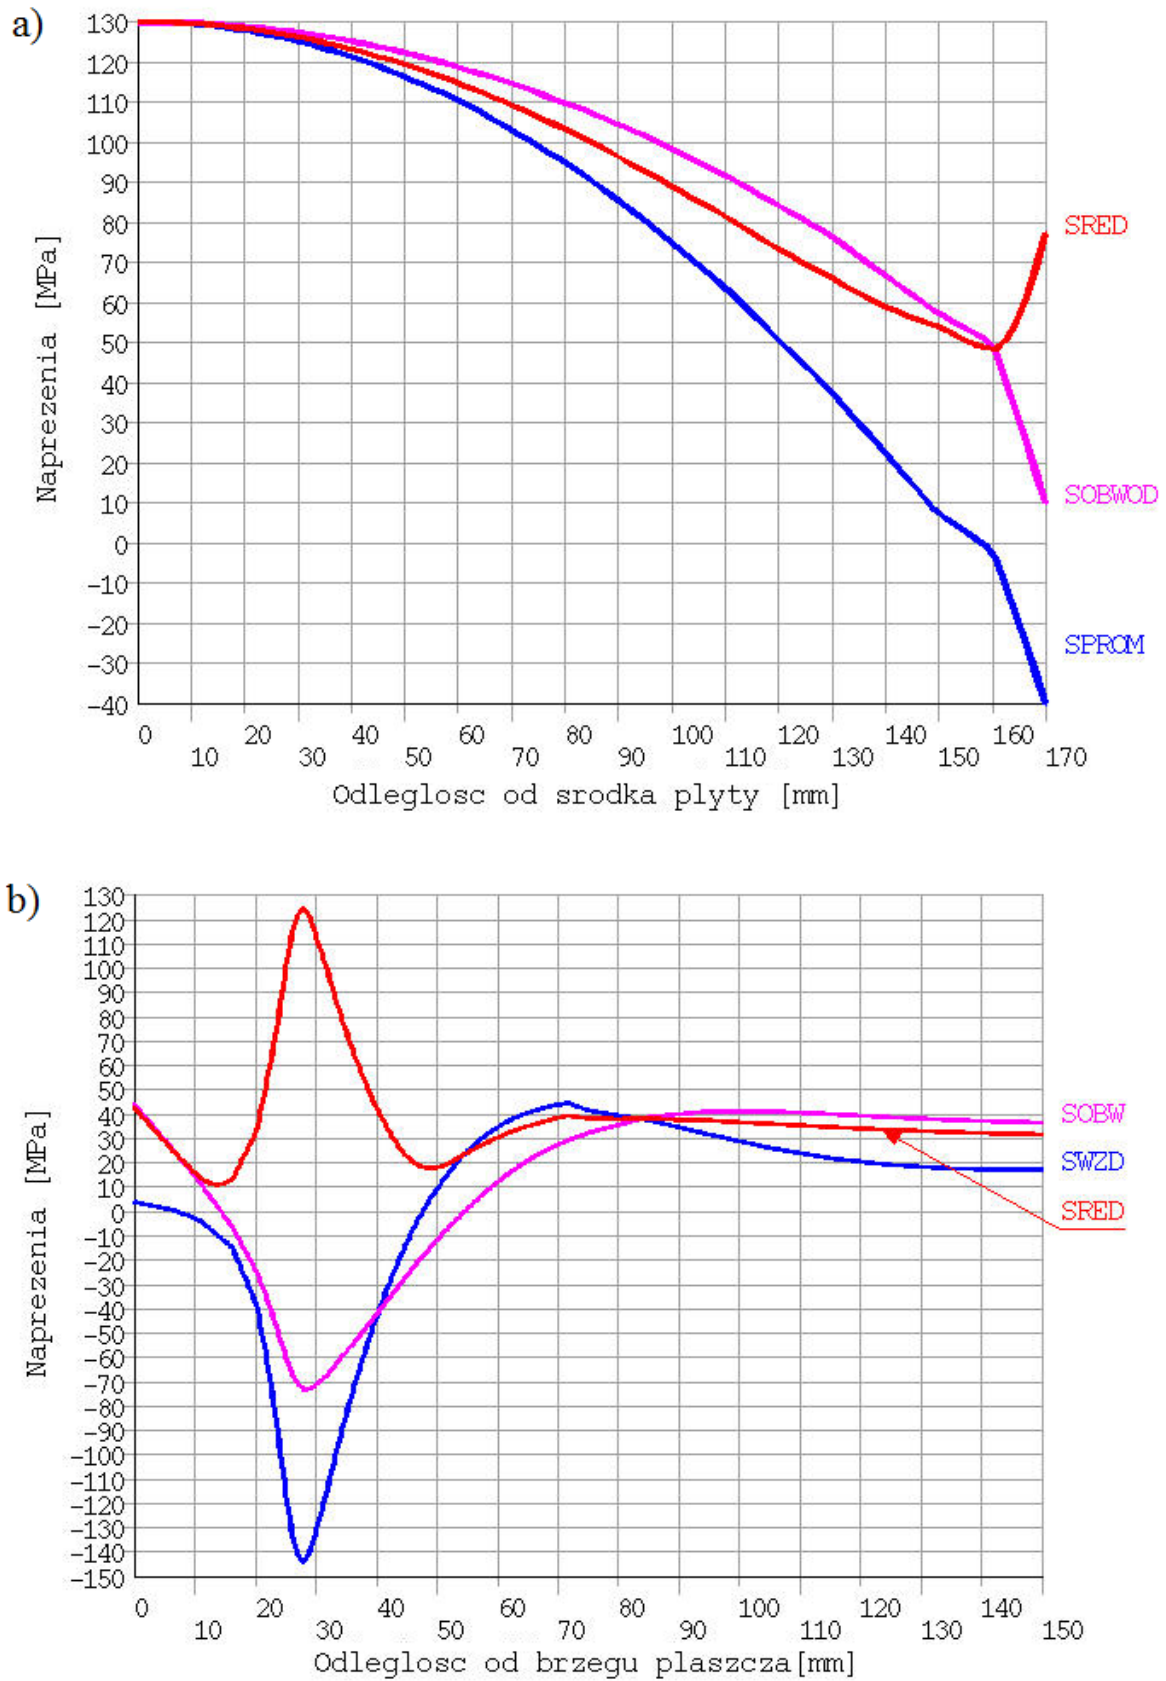 a)
130
120
110
100
90
80
70
60
50
40
30
20
10
0
-10
-20
-30
-40
Naprezenia [MPa]
SRED
SOBWOD
SPROM
0 20 40 60 80 100 120 140 160
10 30 50 70 90 110 130 150 170
Odleglosc od srodka plyty [mm]
b)
130
120
110
100
90
80
70
60
50
40
30
20
10
0
-10
-20
-30
-40
-50
-60
-70
-80
-90
-100
-110
-120
-130
-140
-150
Naprezenia [MPa]
SOBW
SWZD
SRED
0 20 40 60 80 100 120 140
10 30 50 70 90 110 130 150
Odleglosc od brzegu plaszcza[mm]